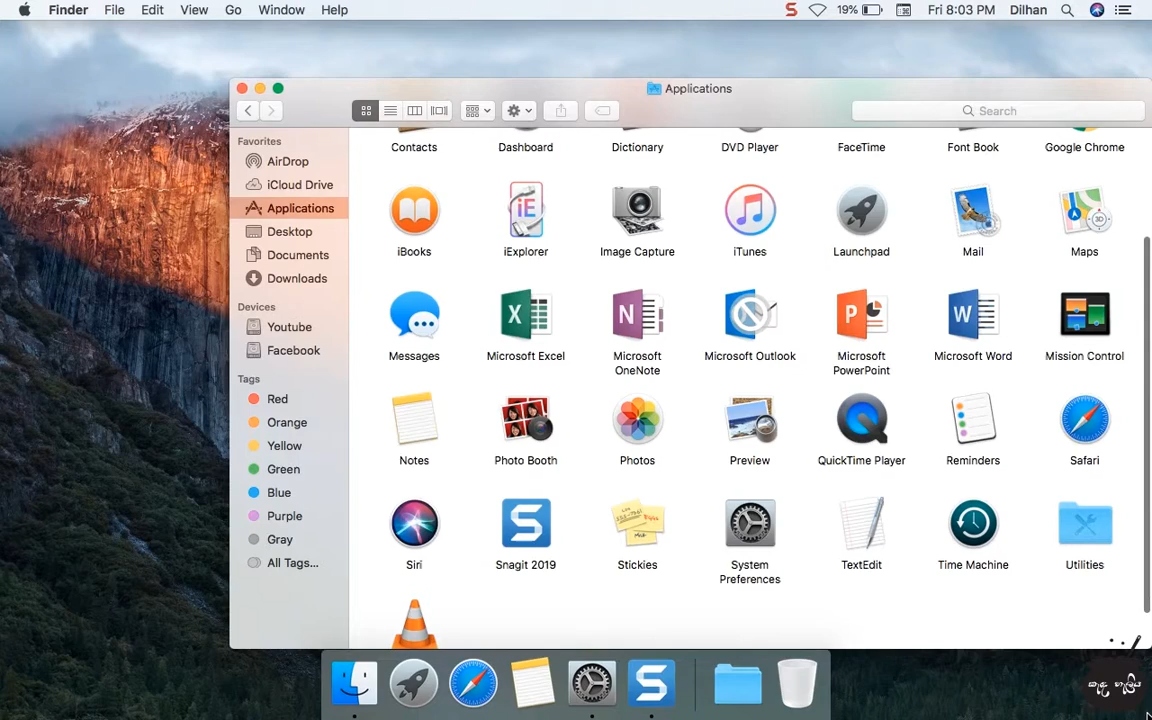 Finder File Edit View Go Window Help 19% Fri 8:03 PM Dilhan
Applications
Search
Favorites
AirDrop
iCloud Drive
Applications
Desktop
Documents
Downloads
Devices
Youtube
Facebook
Tags
Red
Orange
Yellow
Green
Blue
Purple
Gray
All Tags...
Contacts Dashboard Dictionary DVD Player FaceTime Font Book Google Chrome
iBooks iExplorer Image Capture iTunes Launchpad Mail Maps
Messages Microsoft Excel Microsoft OneNote Microsoft Outlook Microsoft PowerPoint Microsoft Word Mission Control
Notes Photo Booth Photos Preview QuickTime Player Reminders Safari
Siri Snagit 2019 Stickies System Preferences TextEdit Time Machine Utilities